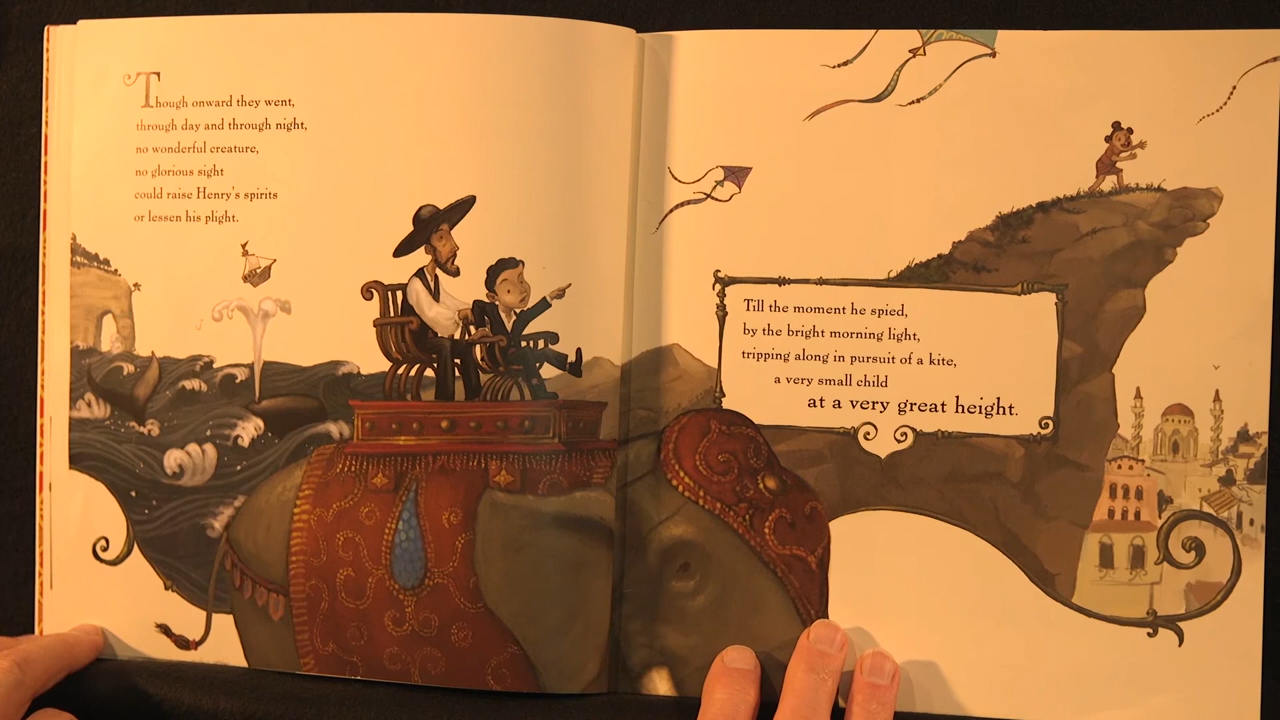 Though onward they went,
through day and through night,
no wonderful creature,
no glorious sight
could raise Henry's spirits
or lessen his plight.
Till the moment he spied,
by the bright morning light,
tripping along in pursuit of a kite,
a very small child
at a very great height.